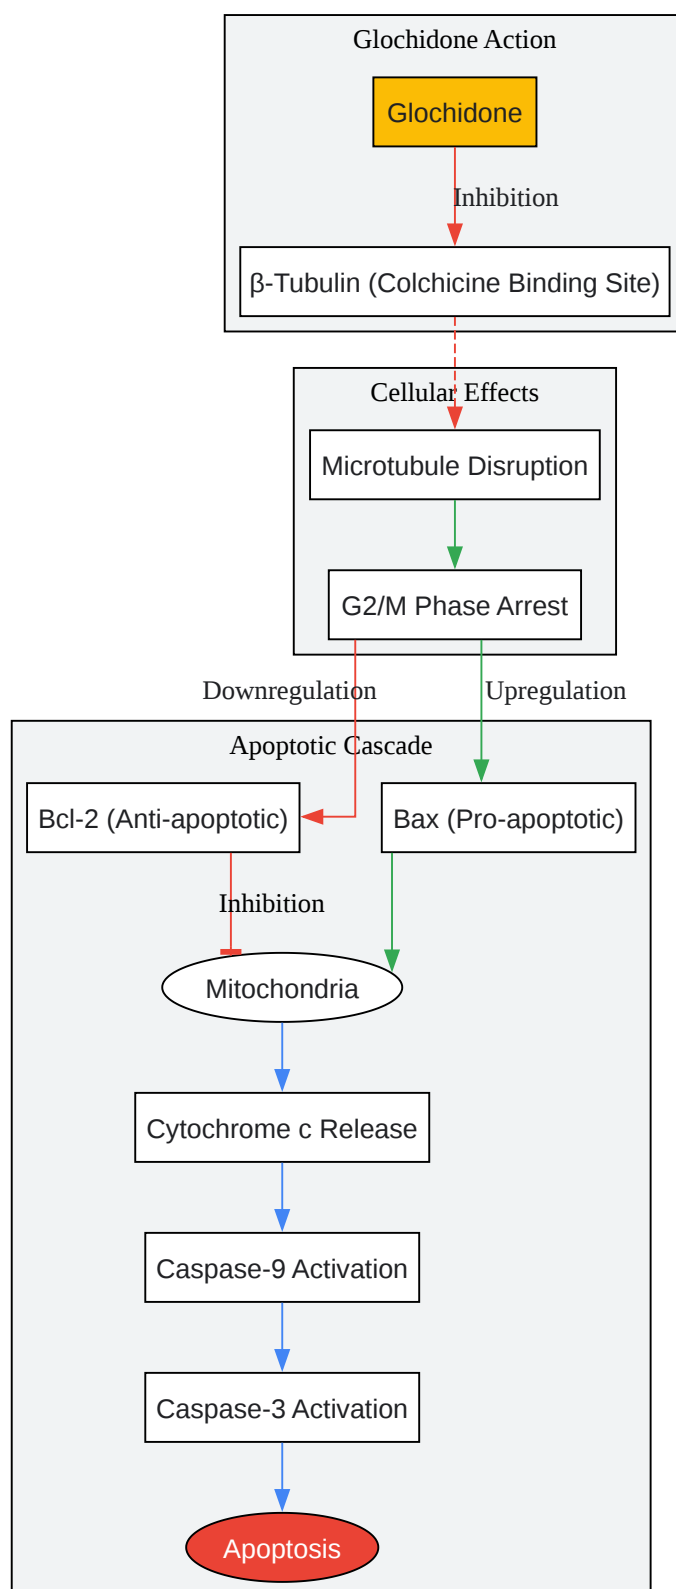 Glochidone Action
Glochidone
Inhibition
β-Tubulin (Colchicine Binding Site)
Cellular Effects
Microtubule Disruption
G2/M Phase Arrest
Downregulation
Upregulation
Apoptotic Cascade
Bcl-2 (Anti-apoptotic)
Bax (Pro-apoptotic)
Inhibition
Mitochondria
Cytochrome c Release
Caspase-9 Activation
Caspase-3 Activation
Apoptosis